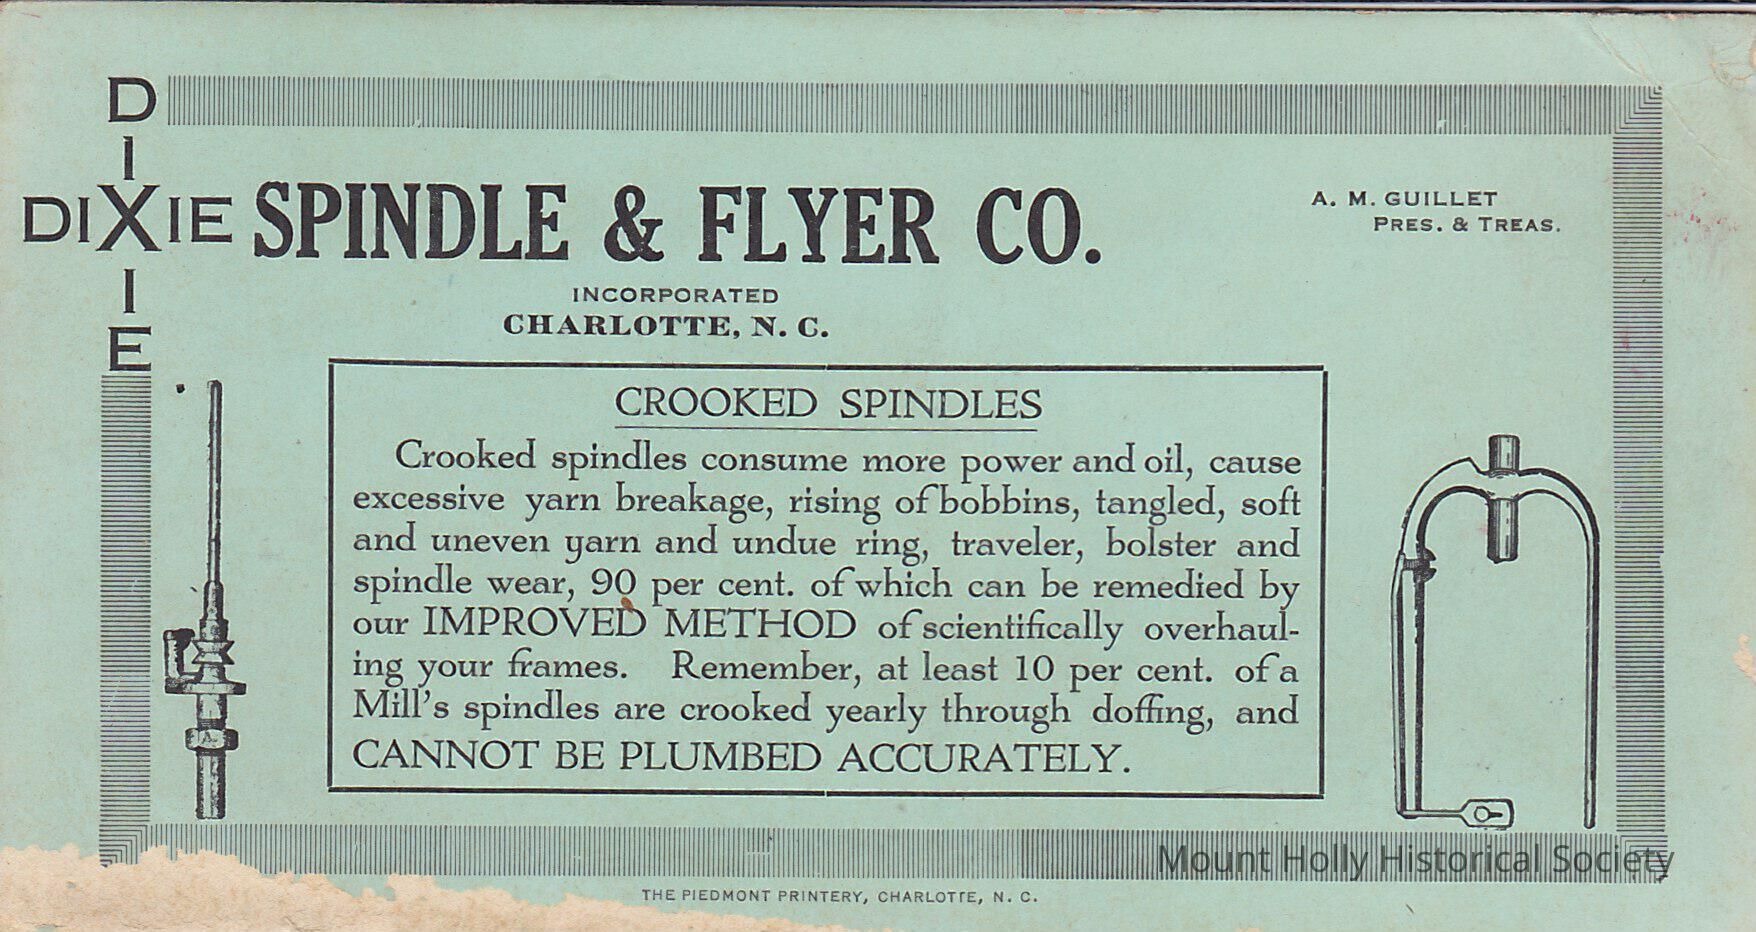 DIXIE
DIXIE SPINDLE & FLYER CO.
A. M. GUILLET
PRES. & TREAS.
INCORPORATED
CHARLOTTE, N. C.
CROOKED SPINDLES
Crooked spindles consume more power and oil, cause
excessive yarn breakage, rising of bobbins, tangled, soft
and uneven yarn and undue ring, traveler, bolster and
spindle wear, 90 per cent. of which can be remedied by
our IMPROVED METHOD of scientifically overhaul-
ing your frames. Remember, at least 10 per cent. of a
Mill's spindles are crooked yearly through doffing, and
CANNOT BE PLUMBED ACCURATELY.
Mount Holly Historical Society
THE PIEDMONT PRINTERY, CHARLOTTE, N. C.